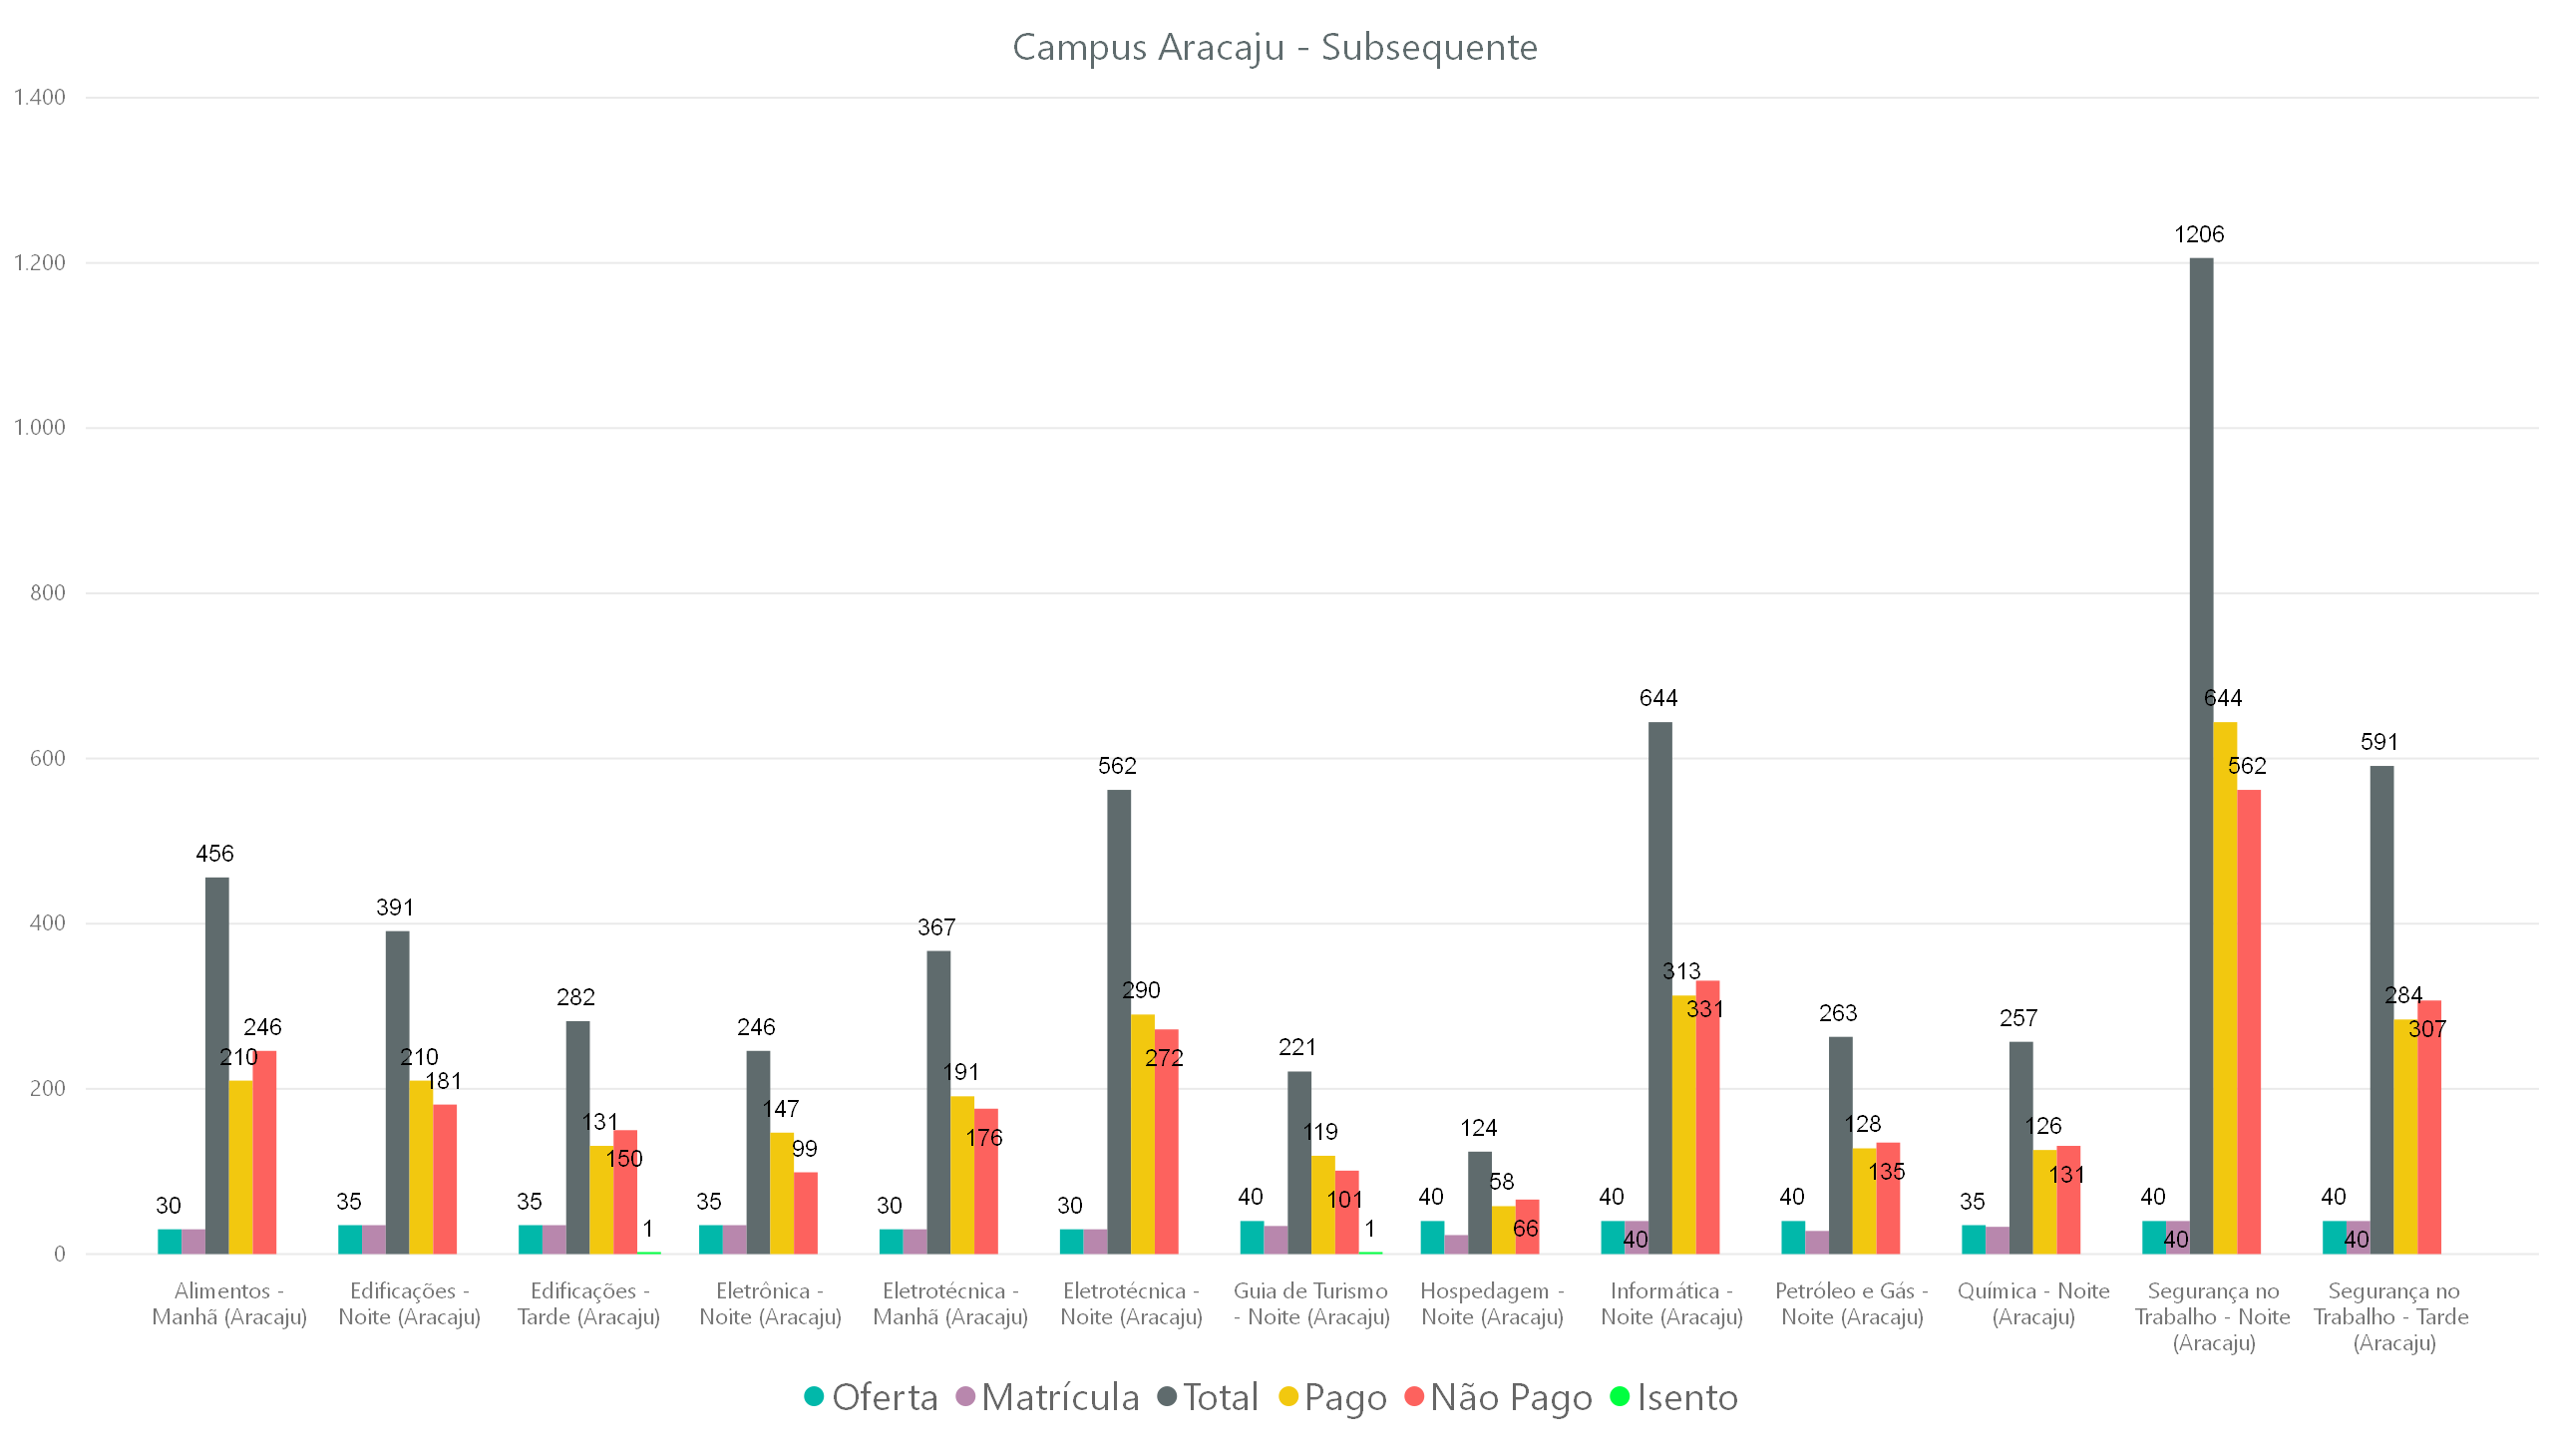 Campus Aracaju - Subsequente
1.400
1.200
1.000
800
600
400
200
0
30 456 210 246
35 391 210 181
35 282 131 150 1
35 246 147 99
30 367 191 176
30 562 290 272
40 221 119 101 1
40 124 58 66
40 40 644 313 331
40 263 128 135
35 257 126 131
40 40 1206 644 562
40 40 591 284 307
Alimentos -
Manhã (Aracaju)
Edificações -
Noite (Aracaju)
Edificações -
Tarde (Aracaju)
Eletrônica -
Noite (Aracaju)
Eletrotécnica -
Manhã (Aracaju)
Eletrotécnica -
Noite (Aracaju)
Guia de Turismo
- Noite (Aracaju)
Hospedagem -
Noite (Aracaju)
Informática -
Noite (Aracaju)
Petróleo e Gás -
Noite (Aracaju)
Química - Noite
(Aracaju)
Segurança no
Trabalho - Noite
(Aracaju)
Segurança no
Trabalho - Tarde
(Aracaju)
Oferta Matrícula Total Pago Não Pago Isento